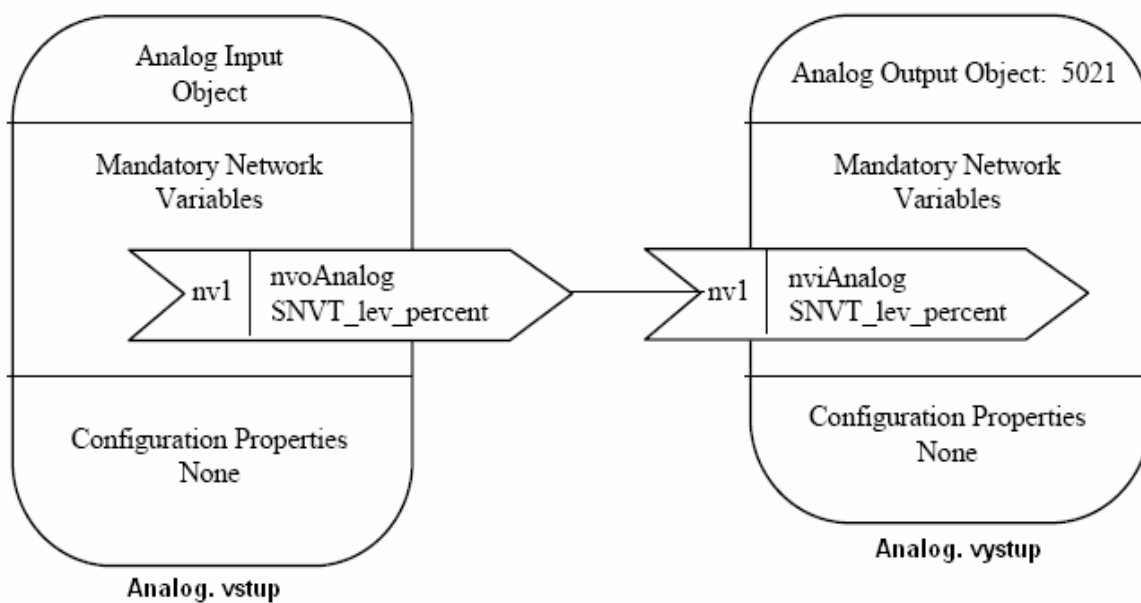 Analog Input
Object
Mandatory Network
Variables
nv1
nvoAnalog
SNVT_lev_percent
Configuration Properties
None
Analog. vstup
Analog Output Object: 5021
Mandatory Network
Variables
nv1
nviAnalog
SNVT_lev_percent
Configuration Properties
None
Analog. vystup